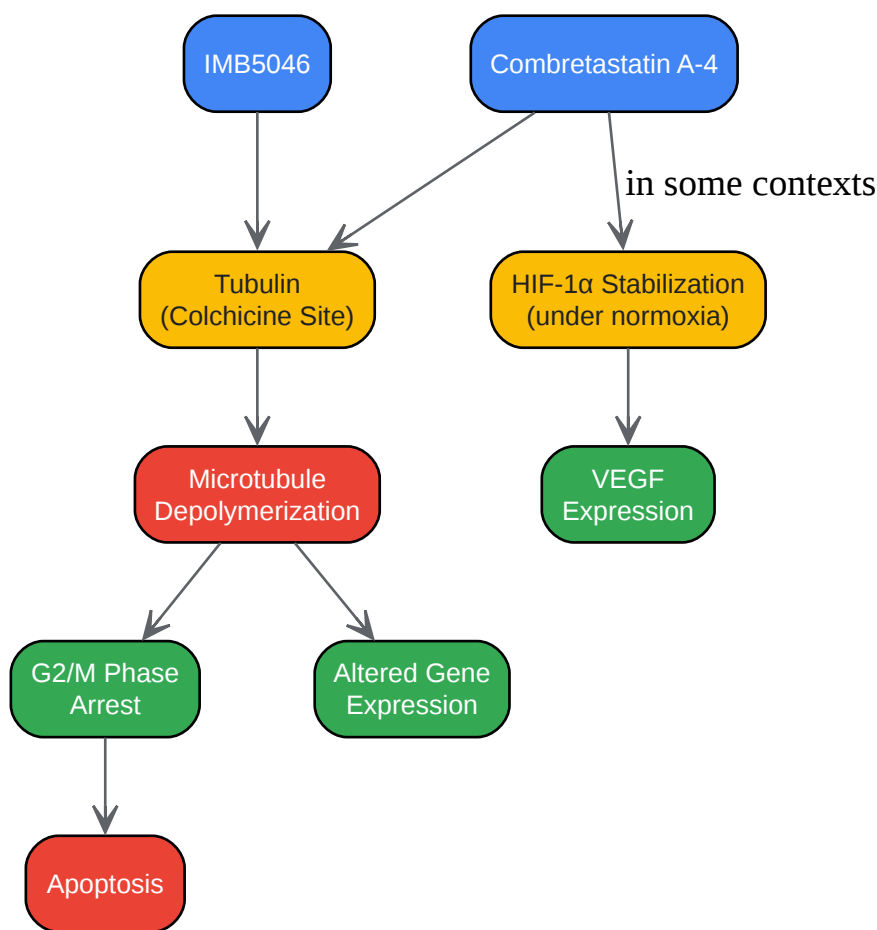 IMB5046
Combretastatin A-4
in some contexts
Tubulin
(Colchicine Site)
HIF-1α Stabilization
(under normoxia)
Microtubule
Depolymerization
VEGF
Expression
G2/M Phase
Arrest
Altered Gene
Expression
Apoptosis